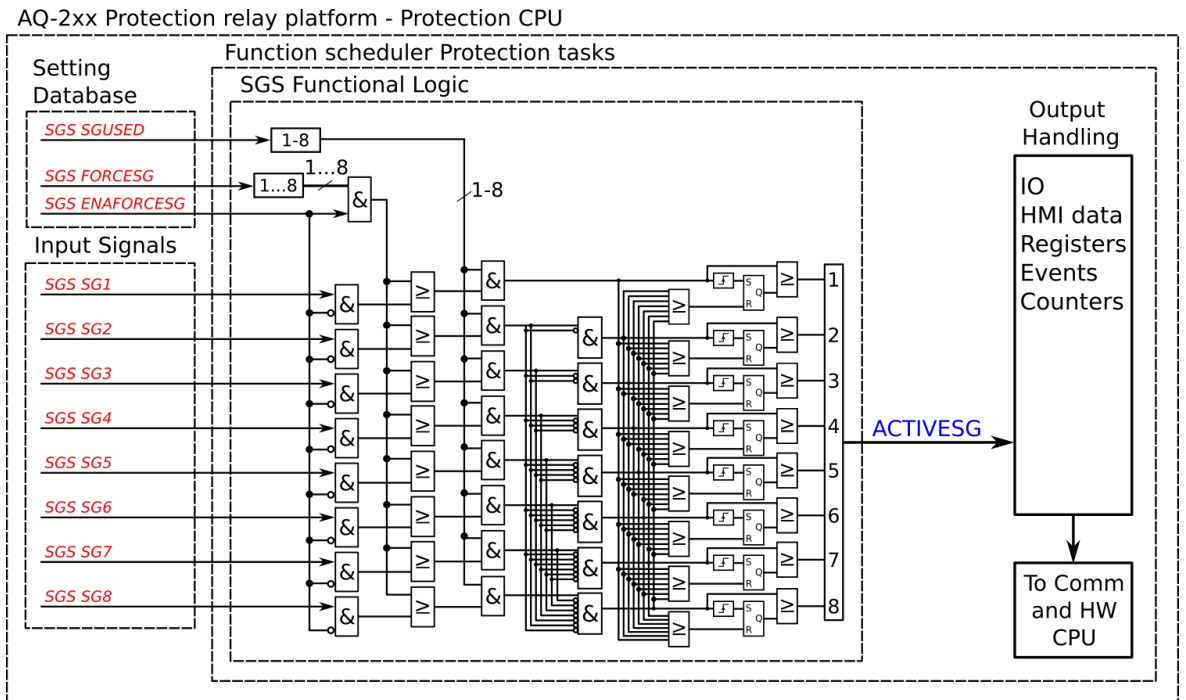 AQ-2xx Protection relay platform - Protection CPU
Function scheduler Protection tasks
Setting
Database
SGS Functional Logic
Output
Handling
SGS SGUSED
1-8
SGS FORCESG
1...8
1...8
&
1-8
SGS ENAFORCESG
IO
HMI data
Registers
Events
Counters
Input Signals
SGS SG1
SGS SG2
SGS SG3
SGS SG4
SGS SG5
SGS SG6
SGS SG7
SGS SG8
& & & & & & & &
≥ ≥ ≥ ≥ ≥ ≥ ≥ ≥
& & & & & & & &
& & & & & & &
≥ ≥ ≥ ≥ ≥ ≥ ≥ ≥
S Q R
S Q R
S Q R
S Q R
S Q R
S Q R
S Q R
S Q R
≥ ≥ ≥ ≥ ≥ ≥ ≥ ≥
1
2
3
4
5
6
7
8
ACTIVESG
To Comm
and HW
CPU